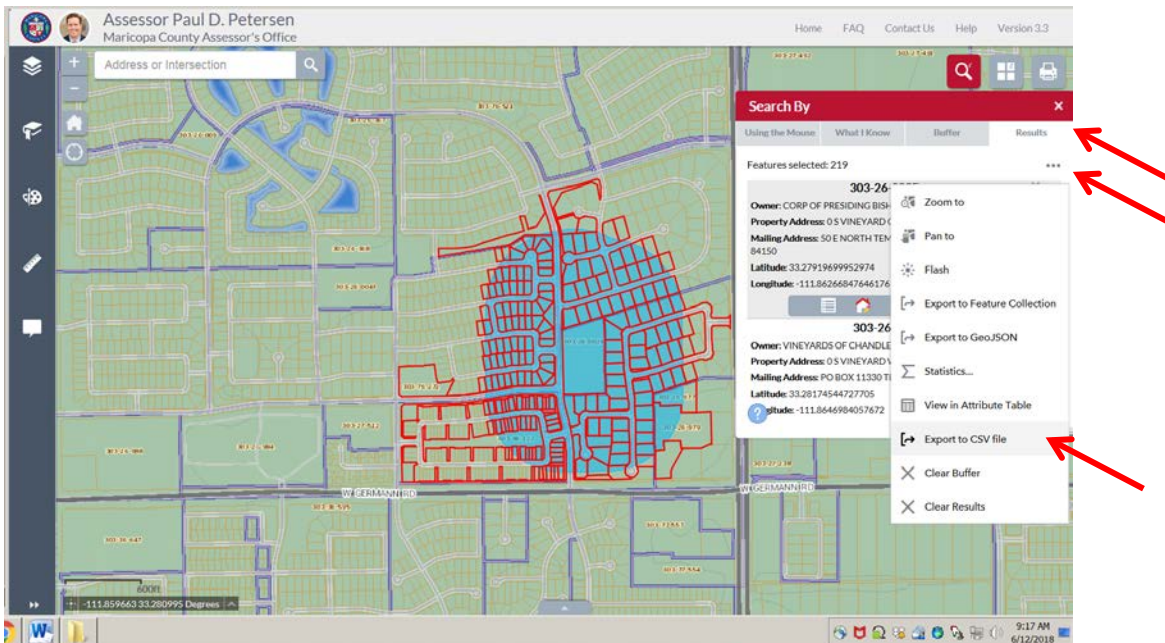 Assessor Paul D. Petersen
Maricopa County Assessor's Office
Home FAQ Contact Us Help Version 3.3
Address or Intersection
Search By
Using the Mouse What I Know Buffer Results
Features selected: 219
303-26-
Owner: CORP OF PRESIDING BISH
Property Address: 0 S VINEYARD
Mailing Address: 50 E NORTH TEM
84150
Latitude: 33.27919699952974
Longitude: -111.86266847646176
303-26
Owner: VINEYARDS OF CHANDLE
Property Address: 0 S VINEYARD
Mailing Address: PO BOX 11330
Latitude: 33.28174544727705
gitude: -111.8646984057672
Zoom to
Pan to
Flash
Export to Feature Collection
Export to GeoJSON
Statistics...
View in Attribute Table
Export to CSV file
Clear Buffer
Clear Results
W GERMANN RD
W GERMANN RD
600ft
-111.859663 33.280995 Degrees
9:17 AM
6/12/2018